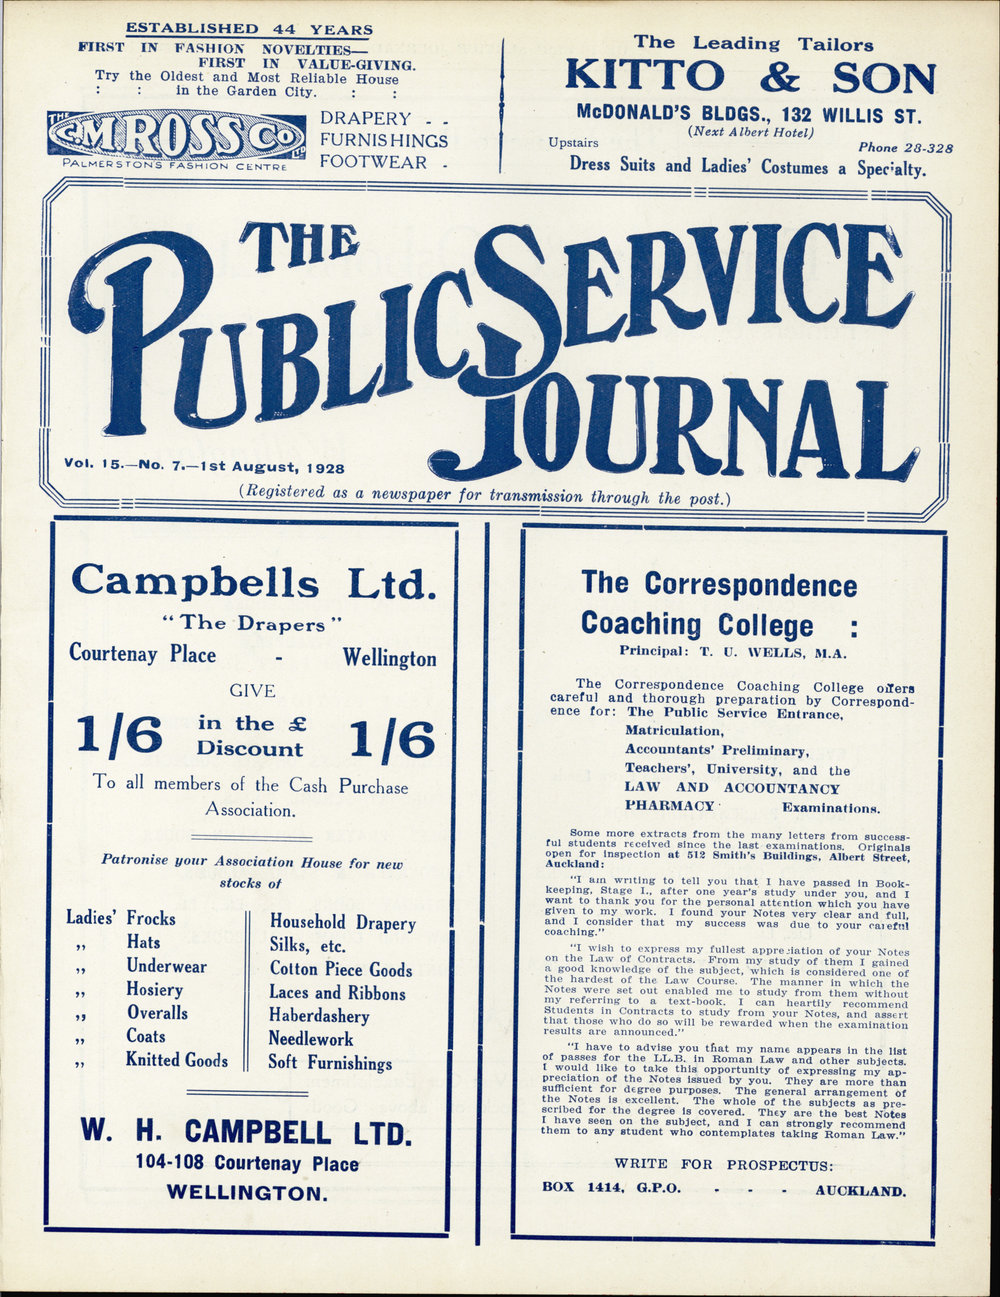 ESTABLISHED 44 YEARS
FIRST IN FASHION NOVELTIES—
FIRST IN VALUE-GIVING.
Try the Oldest and Most Reliable House
: : in the Garden City. : :
THE
C.M. ROSS Co
LTD
PALMERSTONS FASHION CENTRE
DRAPERY - -
FURNISHINGS
FOOTWEAR -
The Leading Tailors
KITTO & SON
McDONALD'S BLDGS., 132 WILLIS ST.
(Next Albert Hotel)
Upstairs Phone 28-328
Dress Suits and Ladies' Costumes a Specialty.
THE
PUBLIC SERVICE
JOURNAL
Vol. 15.—No. 7.—1st August, 1928
(Registered as a newspaper for transmission through the post.)
Campbells Ltd.
"The Drapers"
Courtenay Place - Wellington
GIVE
1/6 in the £ Discount 1/6
To all members of the Cash Purchase
Association.
Patronise your Association House for new
stocks of
Ladies' Frocks
,, Hats
,, Underwear
,, Hosiery
,, Overalls
,, Coats
,, Knitted Goods
Household Drapery
Silks, etc.
Cotton Piece Goods
Laces and Ribbons
Haberdashery
Needlework
Soft Furnishings
W. H. CAMPBELL LTD.
104-108 Courtenay Place
WELLINGTON.
The Correspondence
Coaching College :
Principal: T. U. WELLS, M.A.
The Correspondence Coaching College offers
careful and thorough preparation by Correspond-
ence for: The Public Service Entrance,
Matriculation,
Accountants' Preliminary,
Teachers', University, and the
LAW AND ACCOUNTANCY
PHARMACY Examinations.
Some more extracts from the many letters from success-
ful students received since the last examinations. Originals
open for inspection at 512 Smith's Buildings, Albert Street,
Auckland:
"I am writing to tell you that I have passed in Book-
keeping, Stage I., after one year's study under you, and I
want to thank you for the personal attention which you have
given to my work. I found your Notes very clear and full,
and I consider that my success was due to your careful
coaching."
"I wish to express my fullest appreciation of your Notes
on the Law of Contracts. From my study of them I gained
a good knowledge of the subject, which is considered one of
the hardest of the Law Course. The manner in which the
Notes were set out enabled me to study from them without
my referring to a text-book. I can heartily recommend
Students in Contracts to study from your Notes, and assert
that those who do so will be rewarded when the examination
results are announced."
"I have to advise you that my name appears in the list
of passes for the LL.B. in Roman Law and other subjects.
I would like to take this opportunity of expressing my ap-
preciation of the Notes issued by you. They are more than
sufficient for degree purposes. The general arrangement of
the Notes is excellent. The whole of the subjects as pre-
scribed for the degree is covered. They are the best Notes
I have seen on the subject, and I can strongly recommend
them to any student who contemplates taking Roman Law."
WRITE FOR PROSPECTUS:
BOX 1414, G.P.O. - - - AUCKLAND.